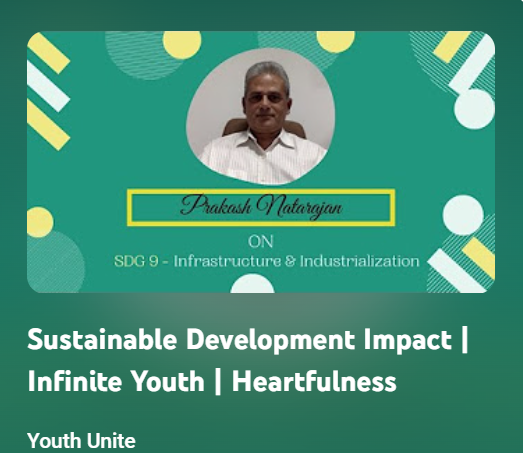 Prakash Natarajan
ON
SDG 9 - Infrastructure & Industrialization
Sustainable Development Impact |
Infinite Youth | Heartfulness
Youth Unite